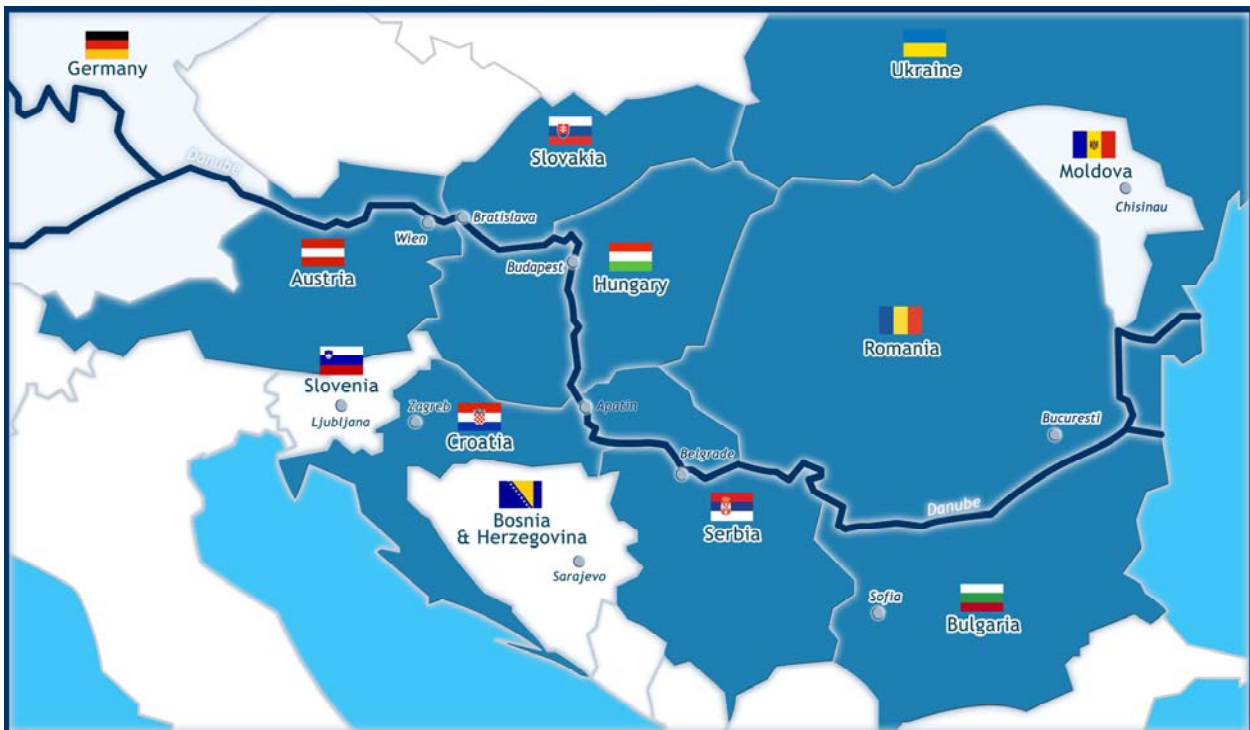 Germany
Ukraine
Slovakia
Danube
Moldova
Chisinau
Bratislava
Wien
Budapest
Hungary
Austria
Romania
Slovenia
Ljubljana
Zagreb
Apatin
Croatia
Bucuresti
Belgrade
Bosnia
& Herzegovina
Serbia
Danube
Sarajevo
Sofia
Bulgaria